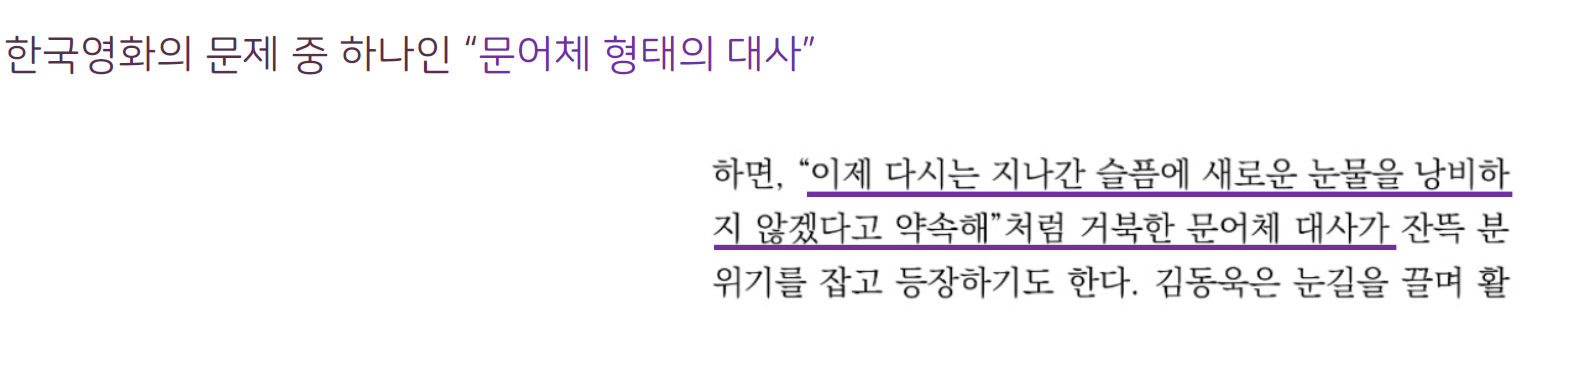 한국영화의 문제 중 하나인 “문어체 형태의 대사”
하면, “이제 다시는 지나간 슬픔에 새로운 눈물을 낭비하
지 않겠다고 약속해”처럼 거북한 문어체 대사가 잔뜩 분
위기를 잡고 등장하기도 한다. 김동욱은 눈길을 끌며 활